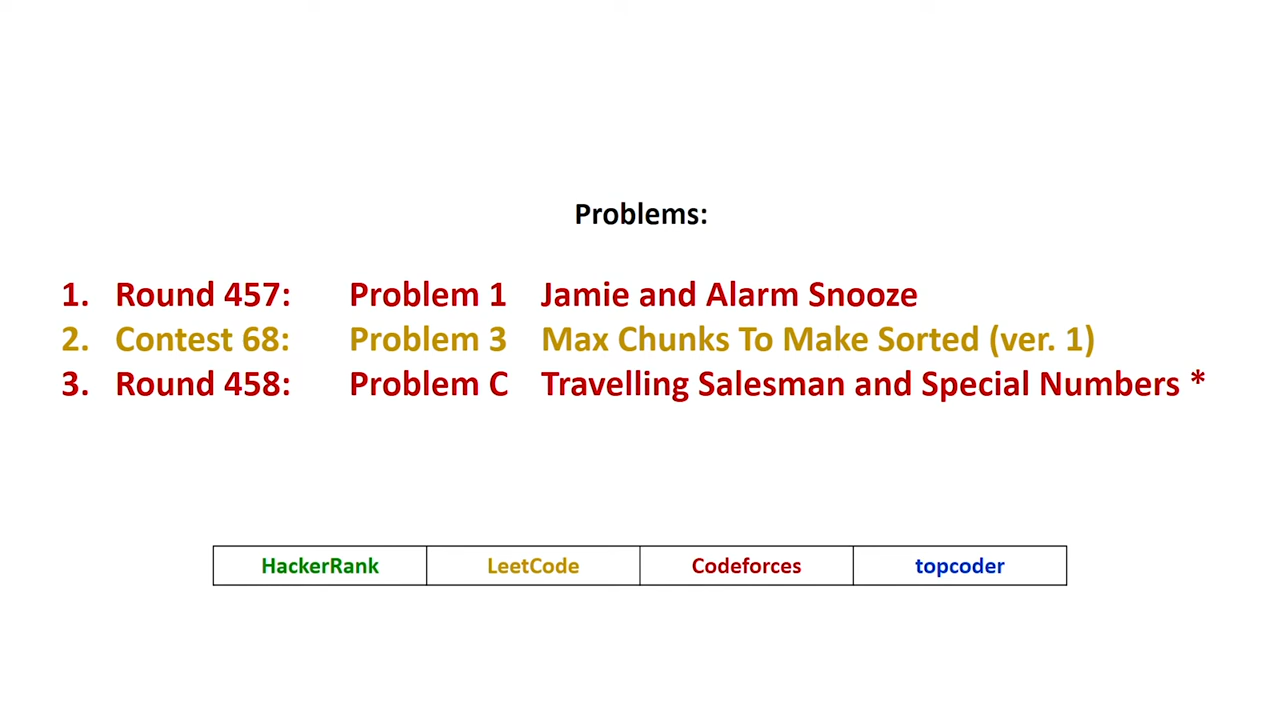 Problems:
1. Round 457: Problem 1 Jamie and Alarm Snooze
2. Contest 68: Problem 3 Max Chunks To Make Sorted (ver. 1)
3. Round 458: Problem C Travelling Salesman and Special Numbers *
HackerRank LeetCode Codeforces topcoder